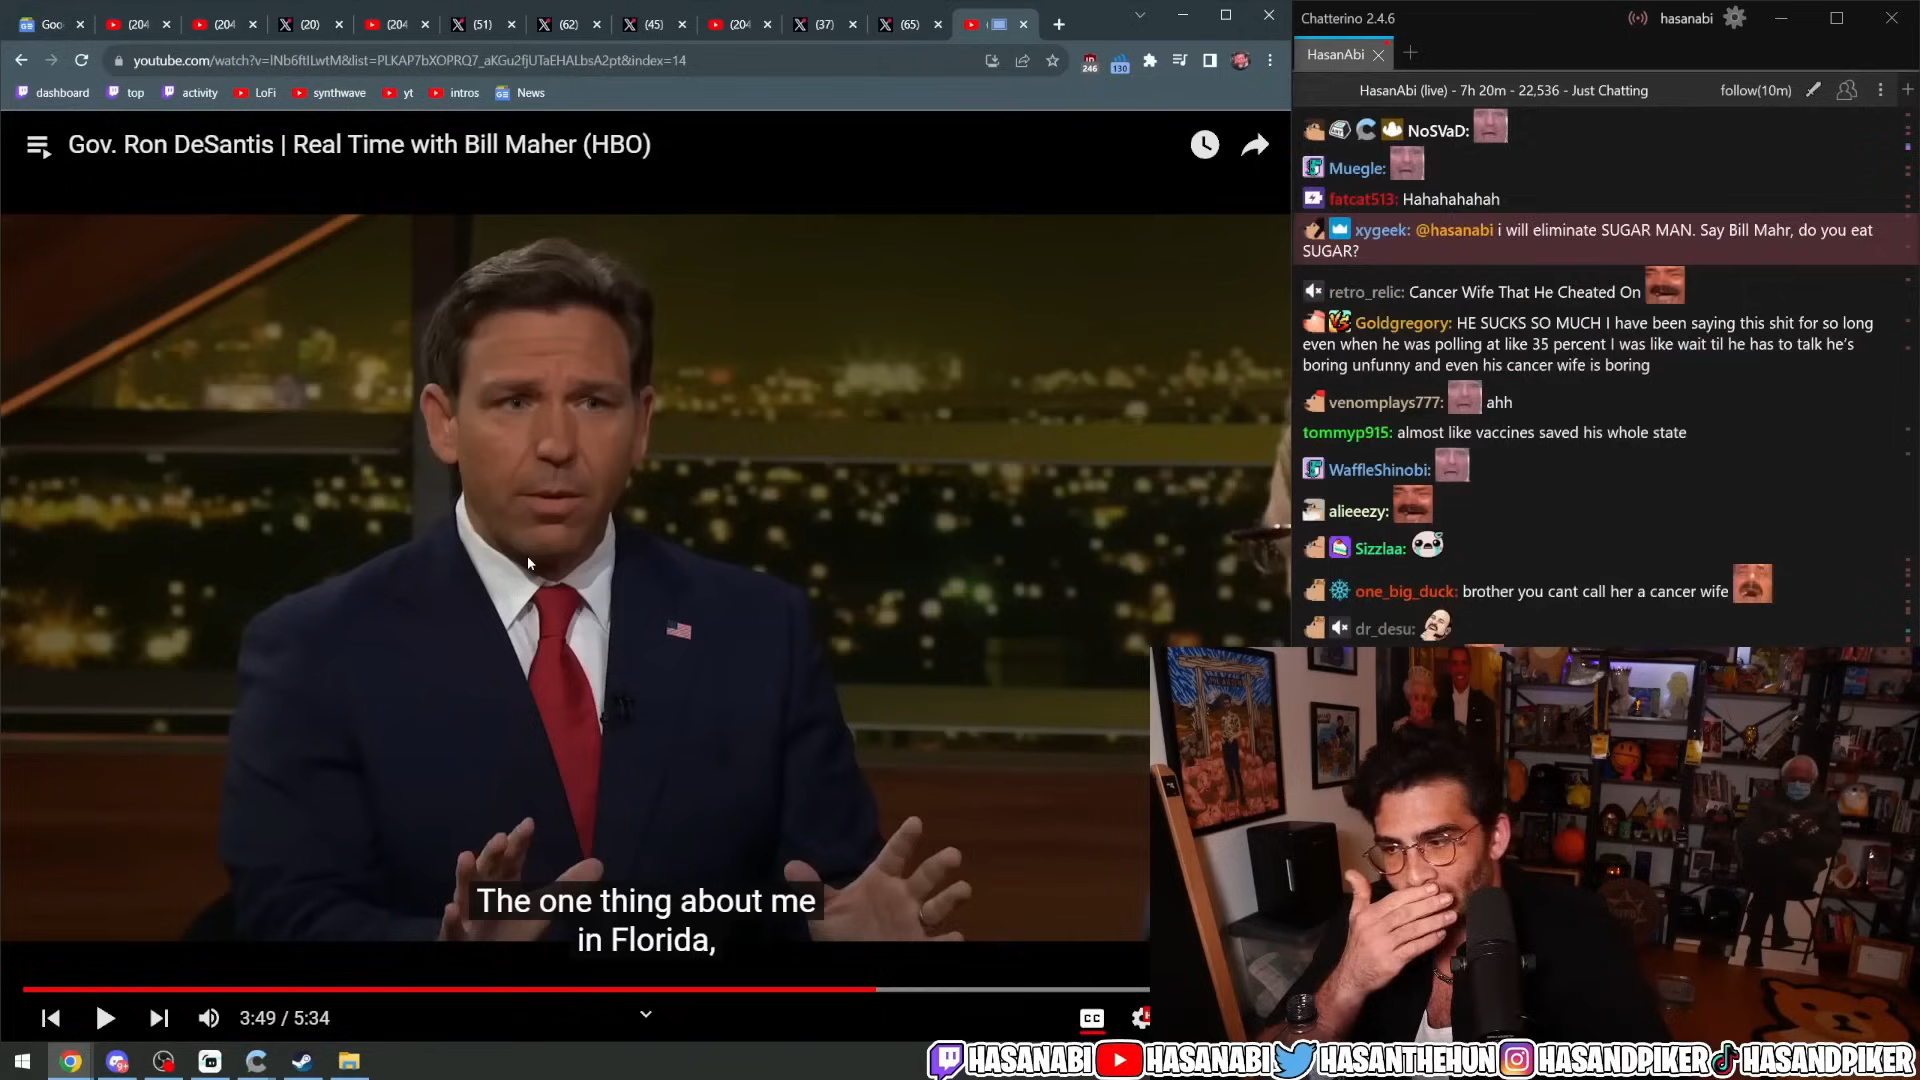 Goo
(204
(204
(20)
(204
(51)
(62)
(45)
(204
(37)
(65)
youtube.com/watch?v=lNb6ftILwtM&list=PLKAP7bXOPRQ7_aKGu2fjUTaEHALbsA2pt&index=14
246
130
dashboard
top
activity
LoFi
synthwave
yt
intros
News
Gov. Ron DeSantis | Real Time with Bill Maher (HBO)
The one thing about me
in Florida,
3:49 / 5:34
CC
Chatterino 2.4.6
hasanabi
HasanAbi
HasanAbi (live) - 7h 20m - 22,536 - Just Chatting
follow(10m)
NoSVaD:
Muegle:
fatcat513: Hahahahahah
xygeek: @hasanabi i will eliminate SUGAR MAN. Say Bill Mahr, do you eat
SUGAR?
retro_relic: Cancer Wife That He Cheated On
Goldgregory: HE SUCKS SO MUCH I have been saying this shit for so long
even when he was polling at like 35 percent I was like wait til he has to talk he's
boring unfunny and even his cancer wife is boring
venomplays777: ahh
tommyp915: almost like vaccines saved his whole state
WaffleShinobi:
alieeezy:
Sizzlaa:
one_big_duck: brother you cant call her a cancer wife
dr_desu:
HASANABI HASANABI HASANTHEHUN HASANDPIKER HASANDPIKER